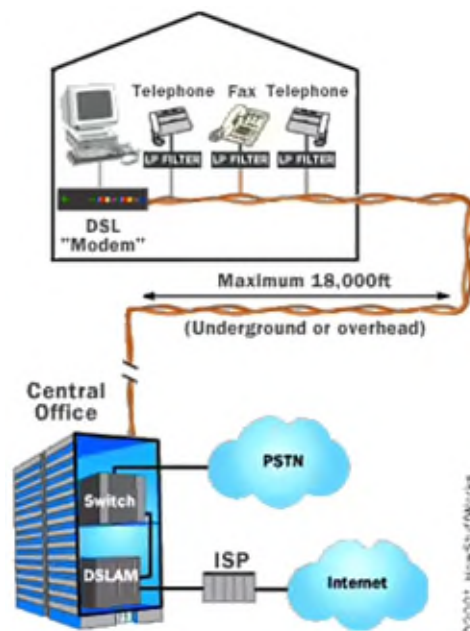 Telephone Fax Telephone
LP FILTER LP FILTER LP FILTER
DSL
"Modem"
Maximum 18,000ft
(Underground or overhead)
Central
Office
Switch
PSTN
DSLAM
ISP
Internet